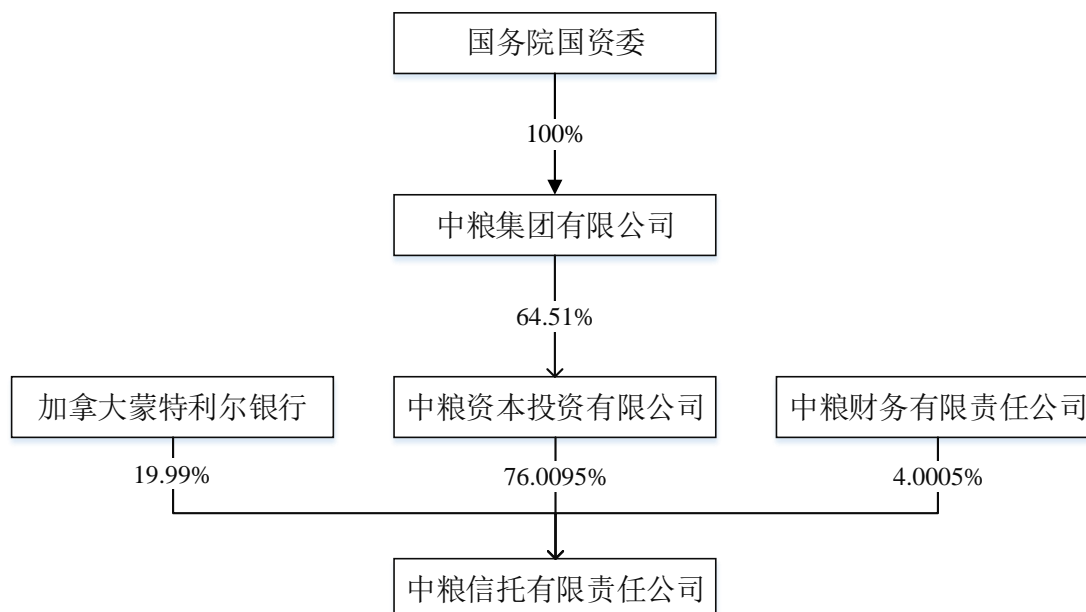 国务院国资委
100%
中粮集团有限公司
64.51%
加拿大蒙特利尔银行
中粮资本投资有限公司
中粮财务有限责任公司
19.99%
76.0095%
4.0005%
中粮信托有限责任公司